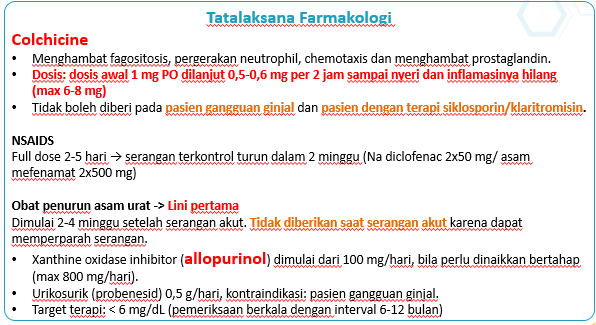 Tatalaksana Farmakologi
Colchicine
• Menghambat fagositosis, pergerakan neutrophil, chemotaxis dan menghambat prostaglandin.
• Dosis: dosis awal 1 mg PO dilanjut 0,5-0,6 mg per 2 jam sampai nyeri dan inflamasinya hilang
(max 6-8 mg)
• Tidak boleh diberi pada pasien gangguan ginjal dan pasien dengan terapi siklosporin/klaritromisin.
NSAIDS
Full dose 2-5 hari → serangan terkontrol turun dalam 2 minggu (Na diclofenac 2x50 mg/ asam
mefenamat 2x500 mg)
Obat penurun asam urat -> Lini pertama
Dimulai 2-4 minggu setelah serangan akut. Tidak diberikan saat serangan akut karena dapat
memperparah serangan.
• Xanthine oxidase inhibitor (allopurinol) dimulai dari 100 mg/hari, bila perlu dinaikkan bertahap
(max 800 mg/hari).
• Urikosurik (probenesid) 0,5 g/hari, kontraindikasi: pasien gangguan ginjal.
• Target terapi: < 6 mg/dL (pemeriksaan berkala dengan interval 6-12 bulan)